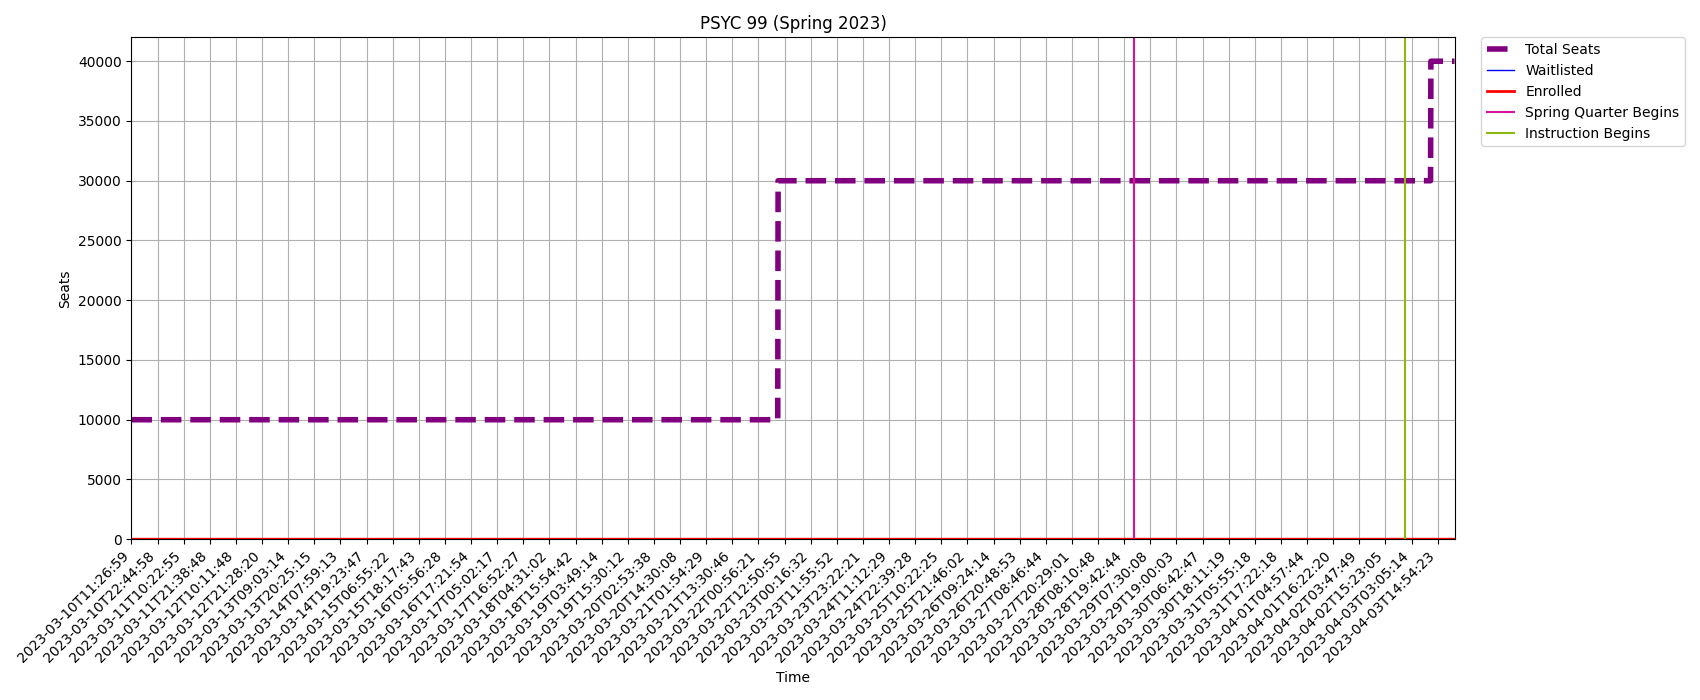 PSYC 99 (Spring 2023)
40000
35000
30000
25000
20000
15000
10000
5000
0
Seats
2023-03-10T11:26:59
2023-03-10T22:44:58
2023-03-11T10:22:55
2023-03-11T21:38:48
2023-03-12T10:11:48
2023-03-12T21:28:20
2023-03-13T09:03:14
2023-03-13T20:25:15
2023-03-14T07:59:13
2023-03-14T19:23:47
2023-03-15T06:55:22
2023-03-15T18:17:43
2023-03-16T05:56:28
2023-03-16T17:21:54
2023-03-17T05:02:17
2023-03-17T16:52:27
2023-03-18T04:31:02
2023-03-18T15:54:42
2023-03-19T03:49:14
2023-03-19T15:30:12
2023-03-20T02:53:38
2023-03-20T14:30:08
2023-03-21T01:54:29
2023-03-21T13:30:46
2023-03-22T00:56:21
2023-03-22T12:50:55
2023-03-23T00:16:32
2023-03-23T11:55:52
2023-03-23T23:22:21
2023-03-24T11:12:29
2023-03-24T22:39:28
2023-03-25T10:22:25
2023-03-25T21:46:02
2023-03-26T09:24:14
2023-03-26T20:48:53
2023-03-27T08:46:44
2023-03-27T20:29:01
2023-03-28T08:10:48
2023-03-28T19:42:44
2023-03-29T07:30:08
2023-03-29T19:00:03
2023-03-30T06:42:47
2023-03-30T18:11:19
2023-03-31T05:55:18
2023-03-31T17:22:18
2023-04-01T04:57:44
2023-04-01T16:22:20
2023-04-02T03:47:49
2023-04-02T15:23:05
2023-04-03T03:05:14
2023-04-03T14:54:23
Time
Total Seats
Waitlisted
Enrolled
Spring Quarter Begins
Instruction Begins